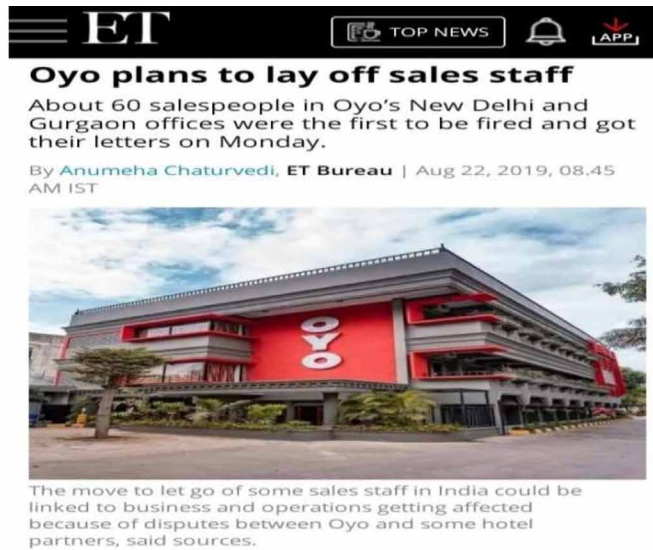 ET
TOP NEWS
APP
Oyo plans to lay off sales staff
About 60 salespeople in Oyo's New Delhi and
Gurgaon offices were the first to be fired and got
their letters on Monday.
By Anumeha Chaturvedi, ET Bureau | Aug 22, 2019, 08.45
AM IST
OYO
The move to let go of some sales staff in India could be
linked to business and operations getting affected
because of disputes between Oyo and some hotel
partners, said sources.